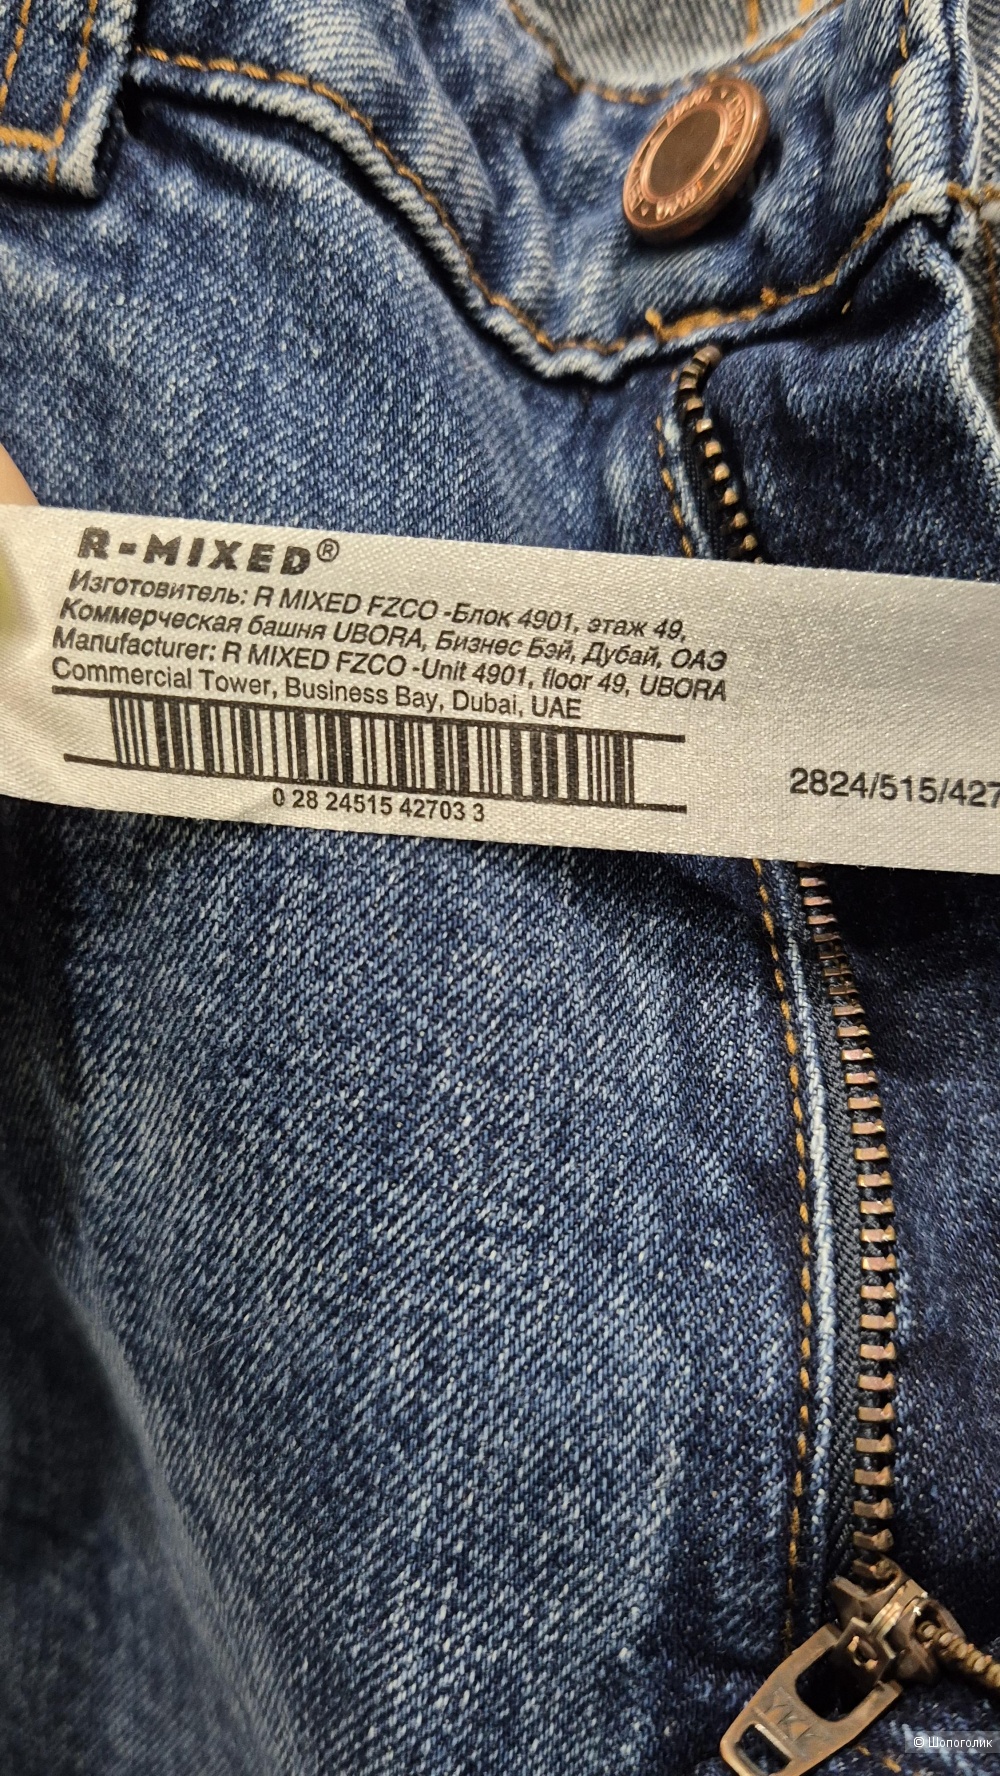 R-MIXED®
Изготовитель: R MIXED FZCO -Блок 4901, этаж 49,
Коммерческая башня UBORA, Бизнес Бэй, Дубай, ОАЭ
Manufacturer: R MIXED FZCO -Unit 4901, floor 49, UBORA
Commercial Tower, Business Bay, Dubai, UAE
0 28 24515 42703 3
2824/515/427
YKK
© Шопоголик